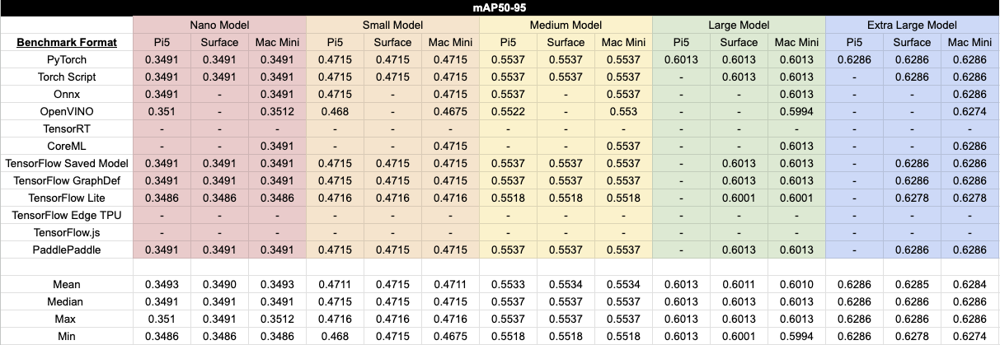 mAP50-95
Nano Model Small Model Medium Model Large Model Extra Large Model
Benchmark Format Pi5 Surface Mac Mini Pi5 Surface Mac Mini Pi5 Surface Mac Mini Pi5 Surface Mac Mini Pi5 Surface Mac Mini
PyTorch 0.3491 0.3491 0.3491 0.4715 0.4715 0.4715 0.5537 0.5537 0.5537 0.6013 0.6013 0.6013 0.6286 0.6286 0.6286
Torch Script 0.3491 0.3491 0.3491 0.4715 0.4715 0.4715 0.5537 0.5537 0.5537 - 0.6013 0.6013 - 0.6286 0.6286
Onnx 0.3491 - 0.3491 0.4715 - 0.4715 0.5537 - 0.5537 - - 0.6013 - - 0.6286
OpenVINO 0.351 - 0.3512 0.468 - 0.4675 0.5522 - 0.553 - - 0.5994 - - 0.6274
TensorRT - - - - - - - - - - - - - - -
CoreML - - 0.3491 - - 0.4715 - - 0.5537 - - 0.6013 - - 0.6286
TensorFlow Saved Model 0.3491 0.3491 0.3491 0.4715 0.4715 0.4715 0.5537 0.5537 0.5537 - 0.6013 0.6013 - 0.6286 0.6286
TensorFlow GraphDef 0.3491 0.3491 0.3491 0.4715 0.4715 0.4715 0.5537 0.5537 0.5537 - 0.6013 0.6013 - 0.6286 0.6286
TensorFlow Lite 0.3486 0.3486 0.3486 0.4716 0.4716 0.4716 0.5518 0.5518 0.5518 - 0.6001 0.6001 - 0.6278 0.6278
TensorFlow Edge TPU - - - - - - - - - - - - - - -
TensorFlow.js - - - - - - - - - - - - - - -
PaddlePaddle 0.3491 0.3491 0.3491 0.4715 0.4715 0.4715 0.5537 0.5537 0.5537 - 0.6013 0.6013 - 0.6286 0.6286
Mean 0.3493 0.3490 0.3493 0.4711 0.4715 0.4711 0.5533 0.5534 0.5534 0.6013 0.6011 0.6010 0.6286 0.6285 0.6284
Median 0.3491 0.3491 0.3491 0.4715 0.4715 0.4715 0.5537 0.5537 0.5537 0.6013 0.6013 0.6013 0.6286 0.6286 0.6286
Max 0.351 0.3491 0.3512 0.4716 0.4716 0.4716 0.5537 0.5537 0.5537 0.6013 0.6013 0.6013 0.6286 0.6286 0.6286
Min 0.3486 0.3486 0.3486 0.468 0.4715 0.4675 0.5518 0.5518 0.5518 0.6013 0.6001 0.5994 0.6286 0.6278 0.6274